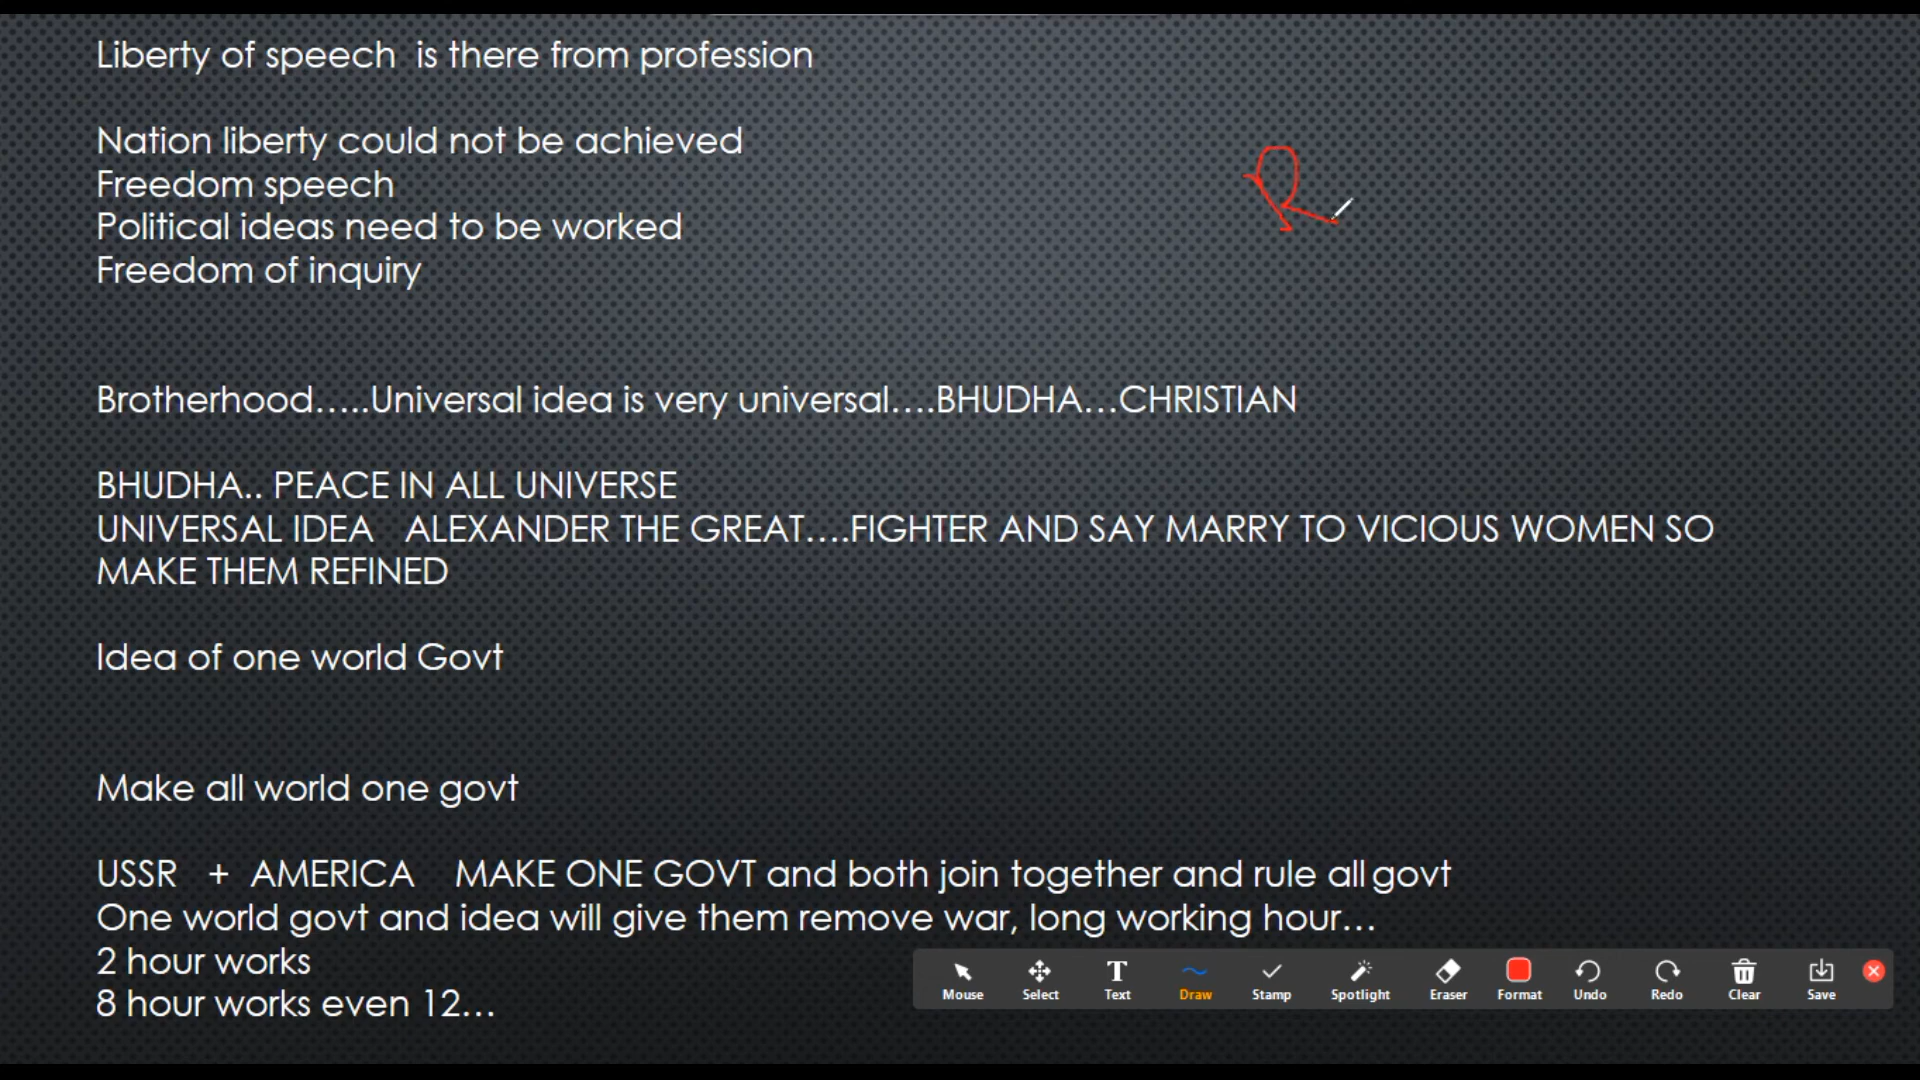 Liberty of speech  is there from profession
Nation liberty could not be achieved
Freedom speech
Political ideas need to be worked
Freedom of inquiry
R
Brotherhood.....Universal idea is very universal....BHUDHA...CHRISTIAN
BHUDHA.. PEACE IN ALL UNIVERSE
UNIVERSAL IDEA   ALEXANDER THE GREAT....FIGHTER AND SAY MARRY TO VICIOUS WOMEN SO
MAKE THEM REFINED
Idea of one world Govt
Make all world one govt
USSR   +  AMERICA    MAKE ONE GOVT and both join together and rule all govt
One world govt and idea will give them remove war, long working hour...
2 hour works
8 hour works even 12...
Mouse Select Text Draw Stamp Spotlight Eraser Format Undo Redo Clear Save